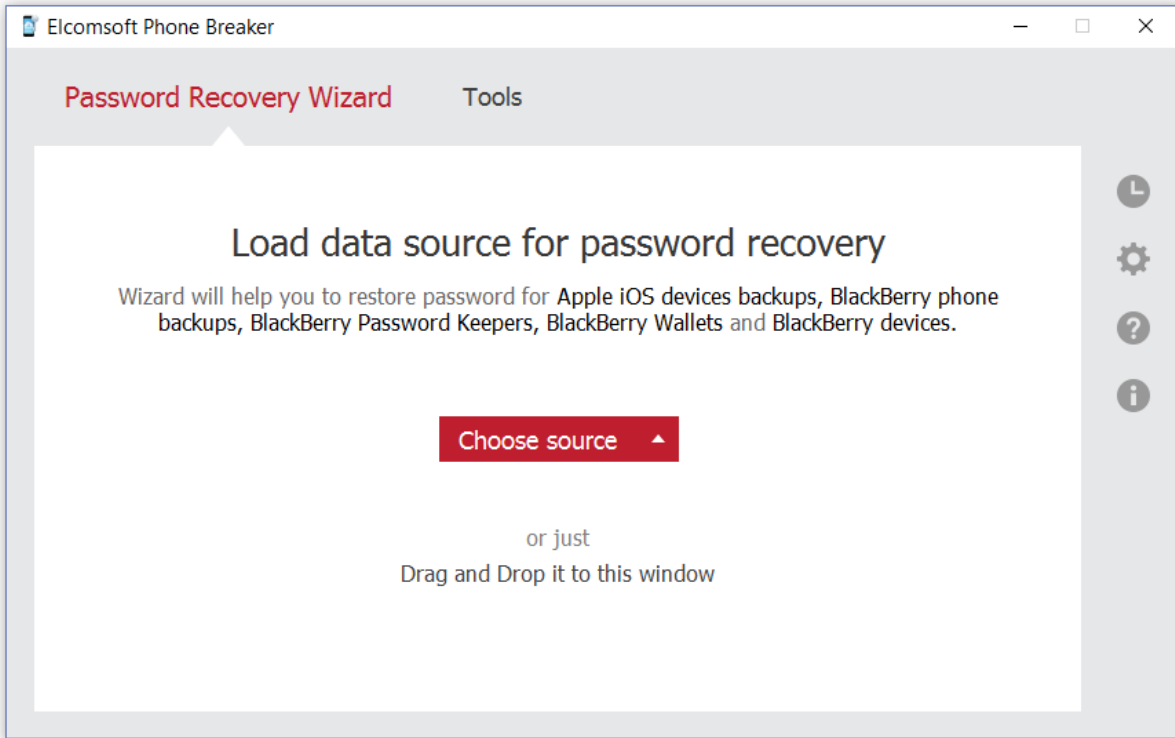 Elcomsoft Phone Breaker
Password Recovery Wizard Tools
Load data source for password recovery
Wizard will help you to restore password for Apple iOS devices backups, BlackBerry phone
backups, BlackBerry Password Keepers, BlackBerry Wallets and BlackBerry devices.
Choose source
or just
Drag and Drop it to this window